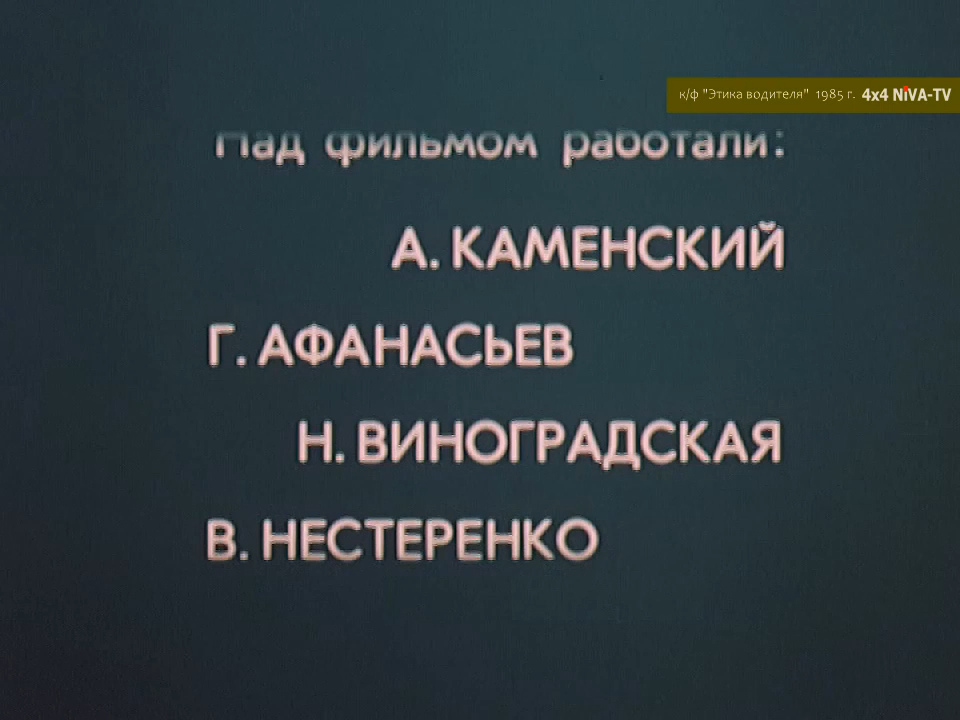 к/ф "Этика водителя" 1985 г. 4x4 NiVA-TV
Над фильмом работали:
А. КАМЕНСКИЙ
Г. АФАНАСЬЕВ
Н. ВИНОГРАДСКАЯ
В. НЕСТЕРЕНКО